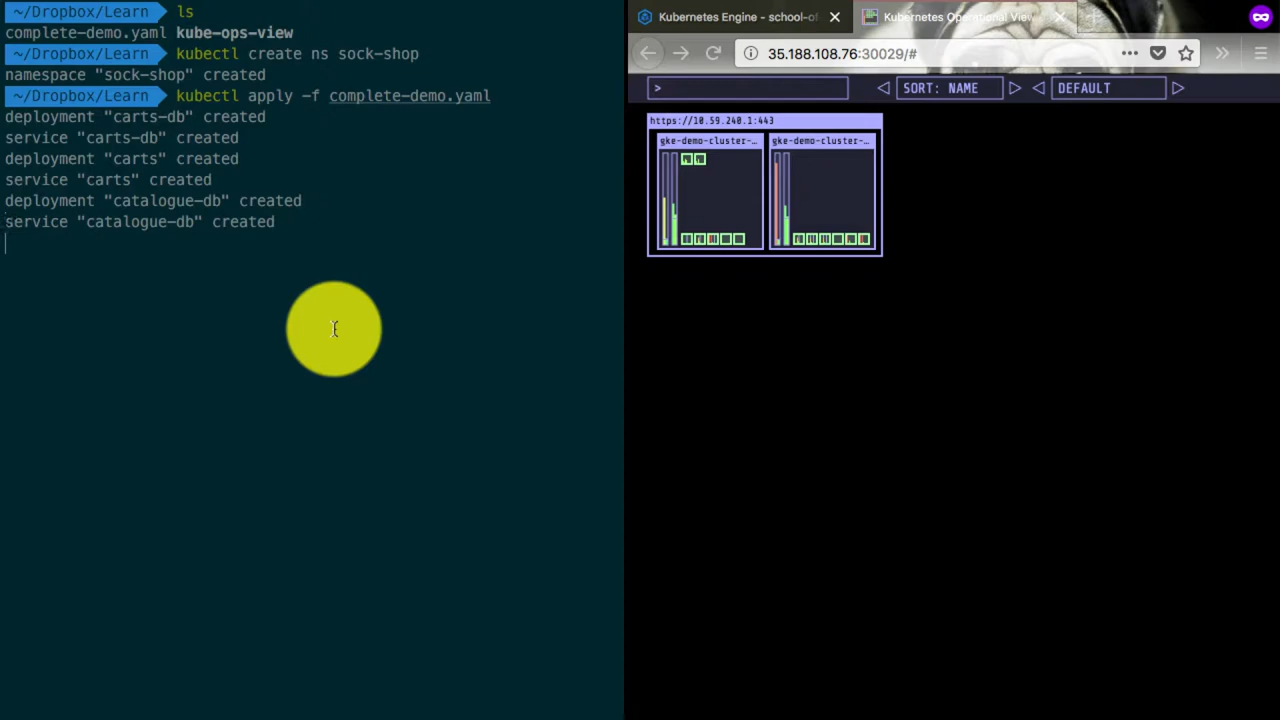 ~/Dropbox/Learn ls
complete-demo.yaml kube-ops-view
~/Dropbox/Learn kubectl create ns sock-shop
namespace "sock-shop" created
~/Dropbox/Learn kubectl apply -f complete-demo.yaml
deployment "carts-db" created
service "carts-db" created
deployment "carts" created
service "carts" created
deployment "catalogue-db" created
service "catalogue-db" created
Kubernetes Engine - school-of
Kubernetes Operational View
35.188.108.76:30029/#
>
SORT: NAME
DEFAULT
https://10.59.240.1:443
gke-demo-cluster-…
gke-demo-cluster-…